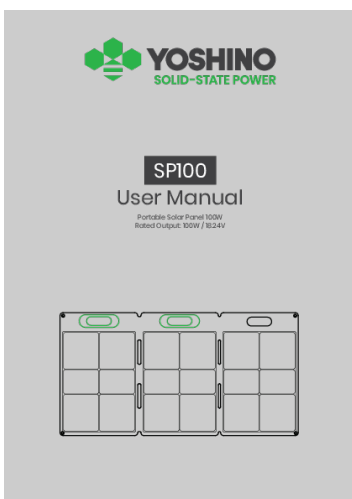 YOSHINO
SOLID-STATE POWER
SP100
User Manual
Portable Solar Panel 100W
Rated Output: 100W / 18.24V